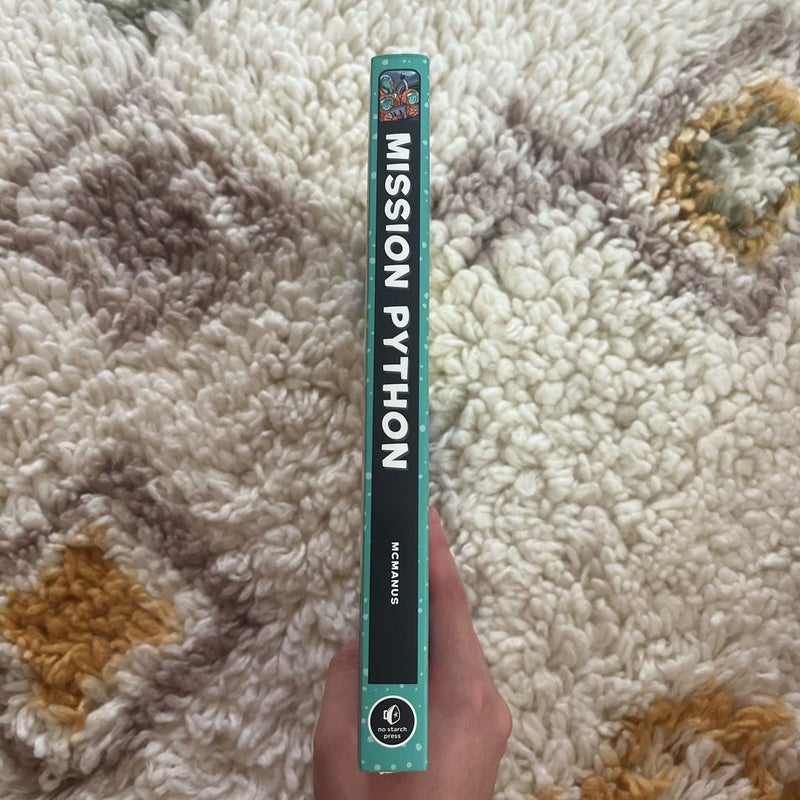 MISSION PYTHON
MCMANUS
no starch
press